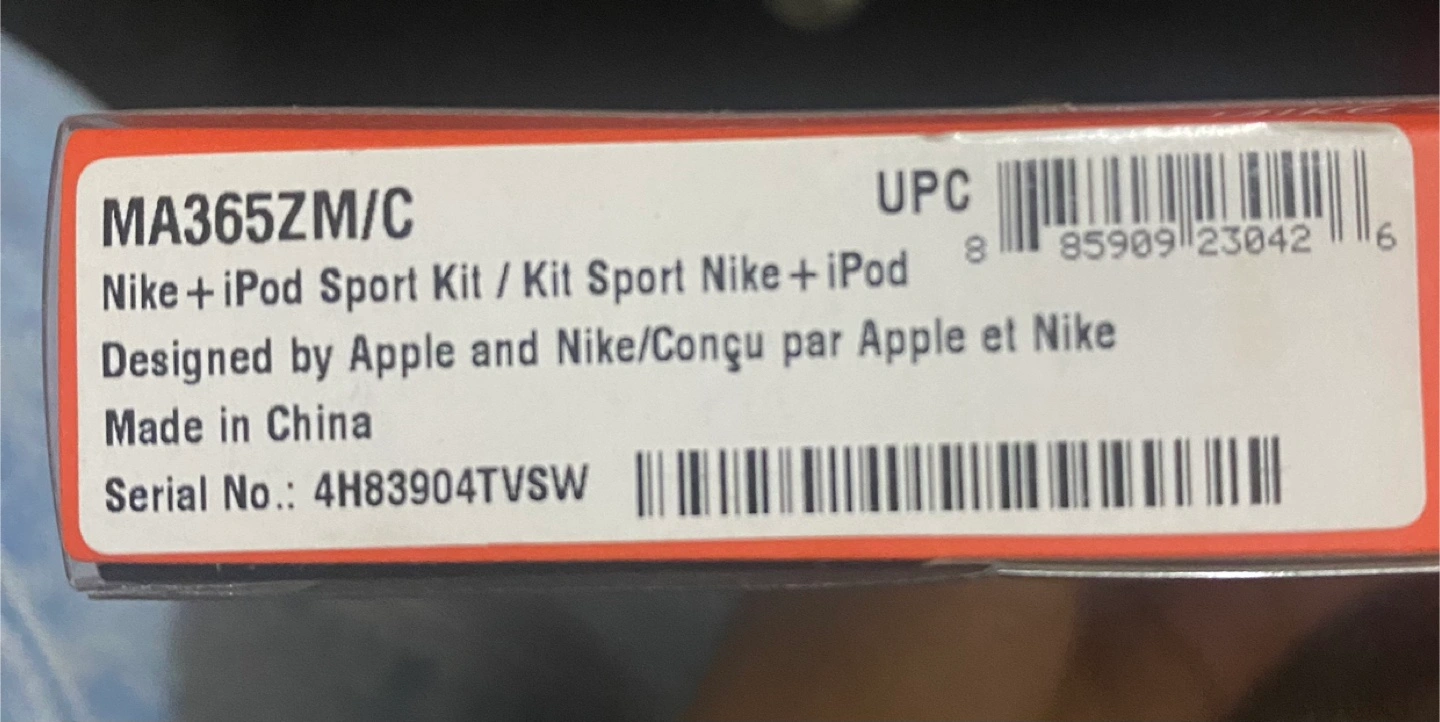 MA365ZM/C
UPC
8 85909 23042 6
Nike + iPod Sport Kit / Kit Sport Nike + iPod
Designed by Apple and Nike/Conçu par Apple et Nike
Made in China
Serial No.: 4H83904TVSW